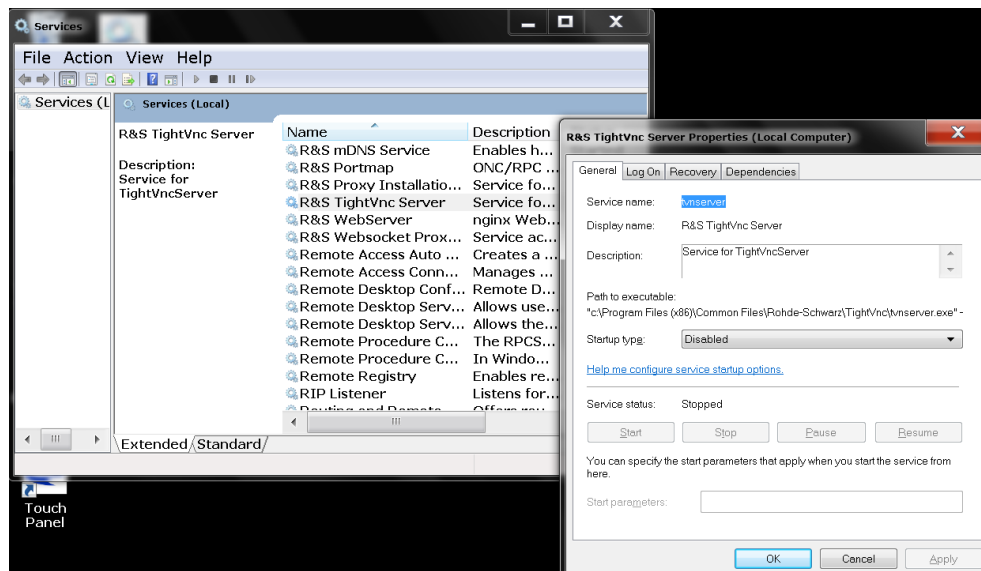 Services
File Action View Help
Services (L
Services (Local)
R&S TightVnc Server
Description:
Service for
TightVncServer
Name Description
R&S mDNS Service Enables h...
R&S Portmap ONC/RPC ...
R&S Proxy Installatio... Service fo...
R&S TightVnc Server Service fo...
R&S WebServer nginx Web...
R&S Websocket Prox... Service ac...
Remote Access Auto ... Creates a ...
Remote Access Conn... Manages ...
Remote Desktop Conf... Remote D...
Remote Desktop Serv... Allows use...
Remote Desktop Serv... Allows the...
Remote Procedure C... The RPCS...
Remote Procedure C... In Windo...
Remote Registry Enables re...
RIP Listener Listens for...
Extended Standard
Touch
Panel
R&S TightVnc Server Properties (Local Computer)
General Log On Recovery Dependencies
Service name: tvnserver
Display name: R&S TightVnc Server
Description: Service for TightVncServer
Path to executable:
"c:\Program Files (x86)\Common Files\Rohde-Schwarz\TightVnc\tvnserver.exe" -
Startup type: Disabled
Help me configure service startup options.
Service status: Stopped
Start Stop Pause Resume
You can specify the start parameters that apply when you start the service from
here.
Start parameters:
OK Cancel Apply